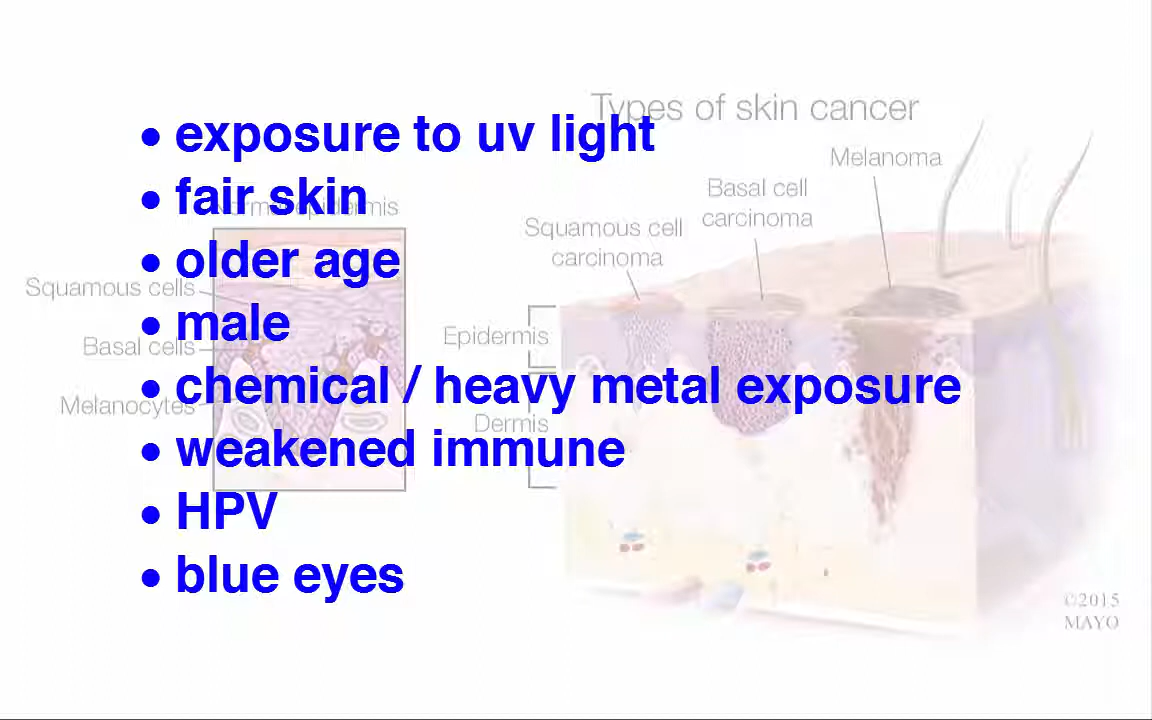 Types of skin cancer
• exposure to uv light
Melanoma
Basal cell
carcinoma
• fair skin
Normal epidermis
Squamous cell
carcinoma
• older age
Squamous cells
• male
Epidermis
Basal cells
• chemical / heavy metal exposure
Melanocytes
Dermis
• weakened immune
• HPV
• blue eyes
©2015
MAYO